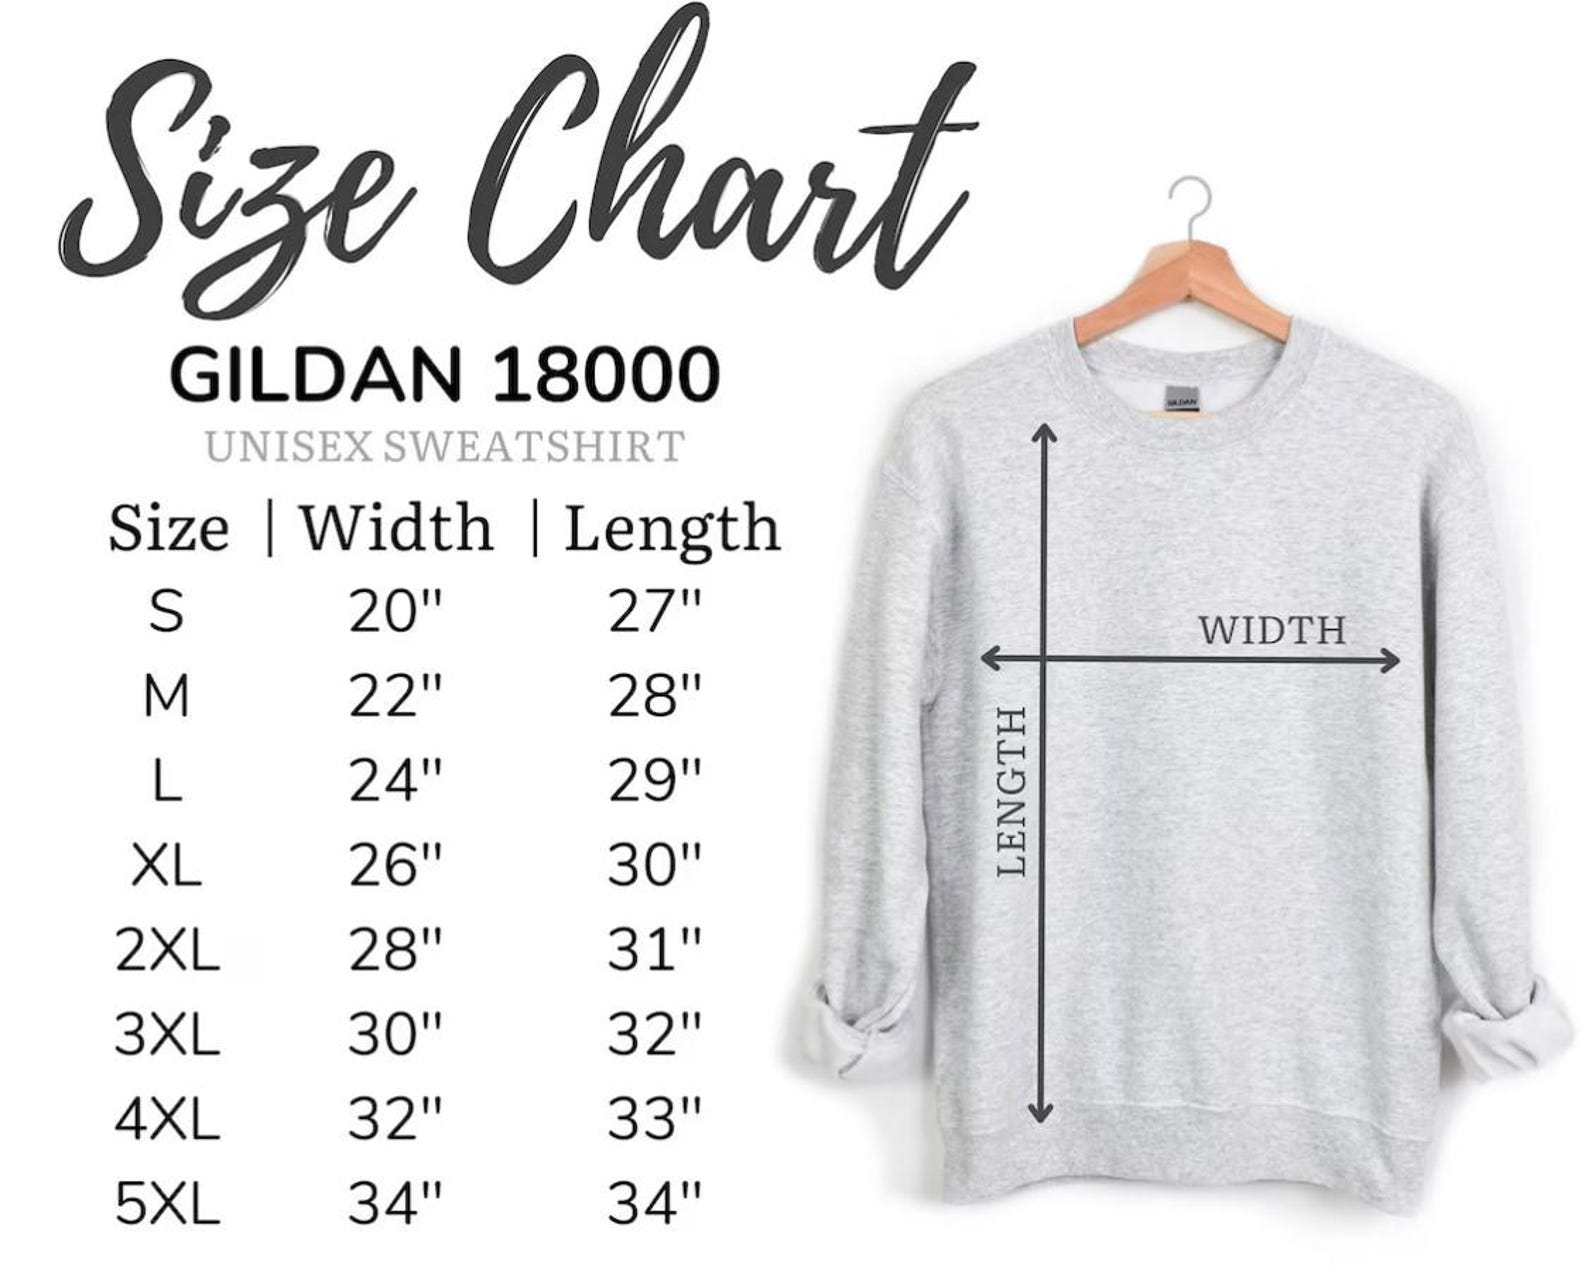 Size Chart
GILDAN 18000
UNISEX SWEATSHIRT
Size | Width | Length
S 20" 27"
M 22" 28"
L 24" 29"
XL 26" 30"
2XL 28" 31"
3XL 30" 32"
4XL 32" 33"
5XL 34" 34"
GILDAN
WIDTH
LENGTH